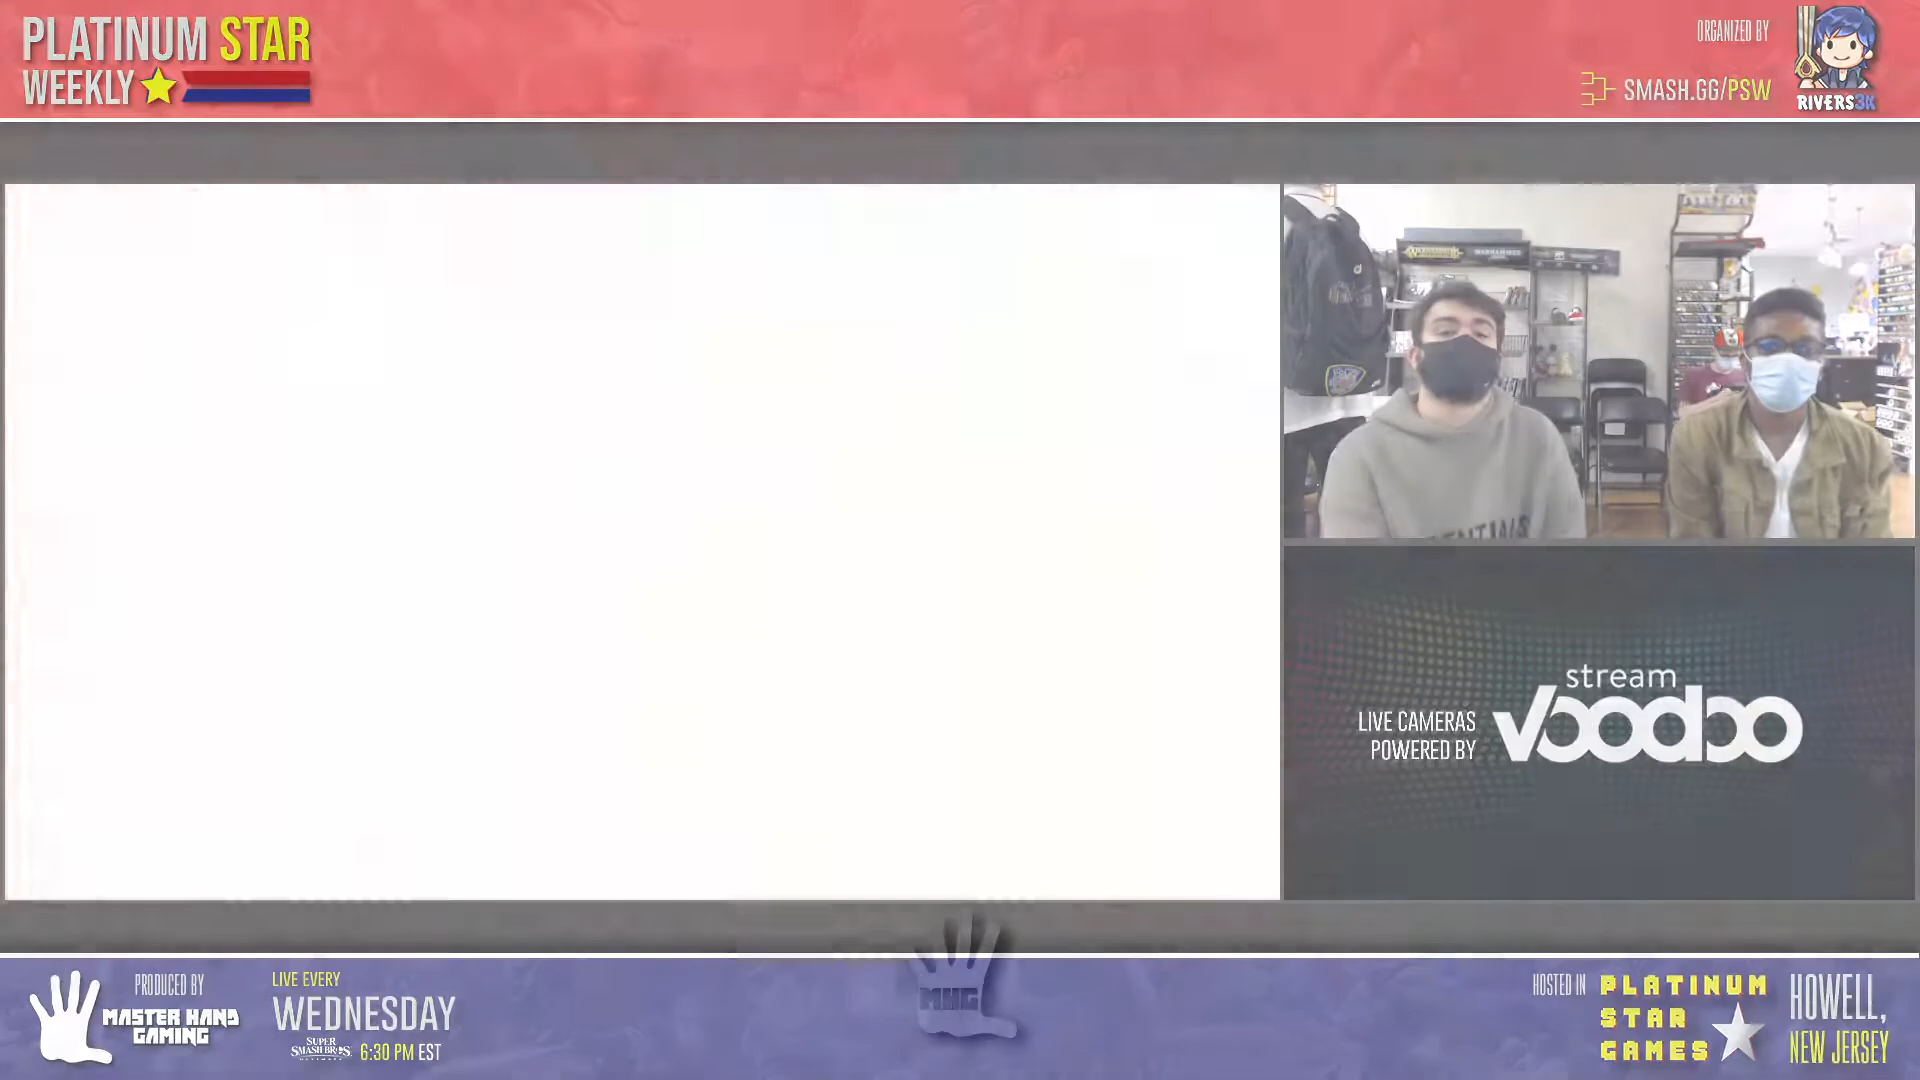 PLATINUM STAR
WEEKLY
ORGANIZED BY
SMASH.GG/PSW
RIVERS3K
WARHAMMER
stream
LIVE CAMERAS
POWERED BY
Voodoo
PRODUCED BY
MASTER HAND
GAMING
LIVE EVERY
WEDNESDAY
SUPER
SMASH BROS.
ULTIMATE
6:30 PM EST
MHG
HOSTED IN
PLATINUM
STAR
GAMES
HOWELL,
NEW JERSEY